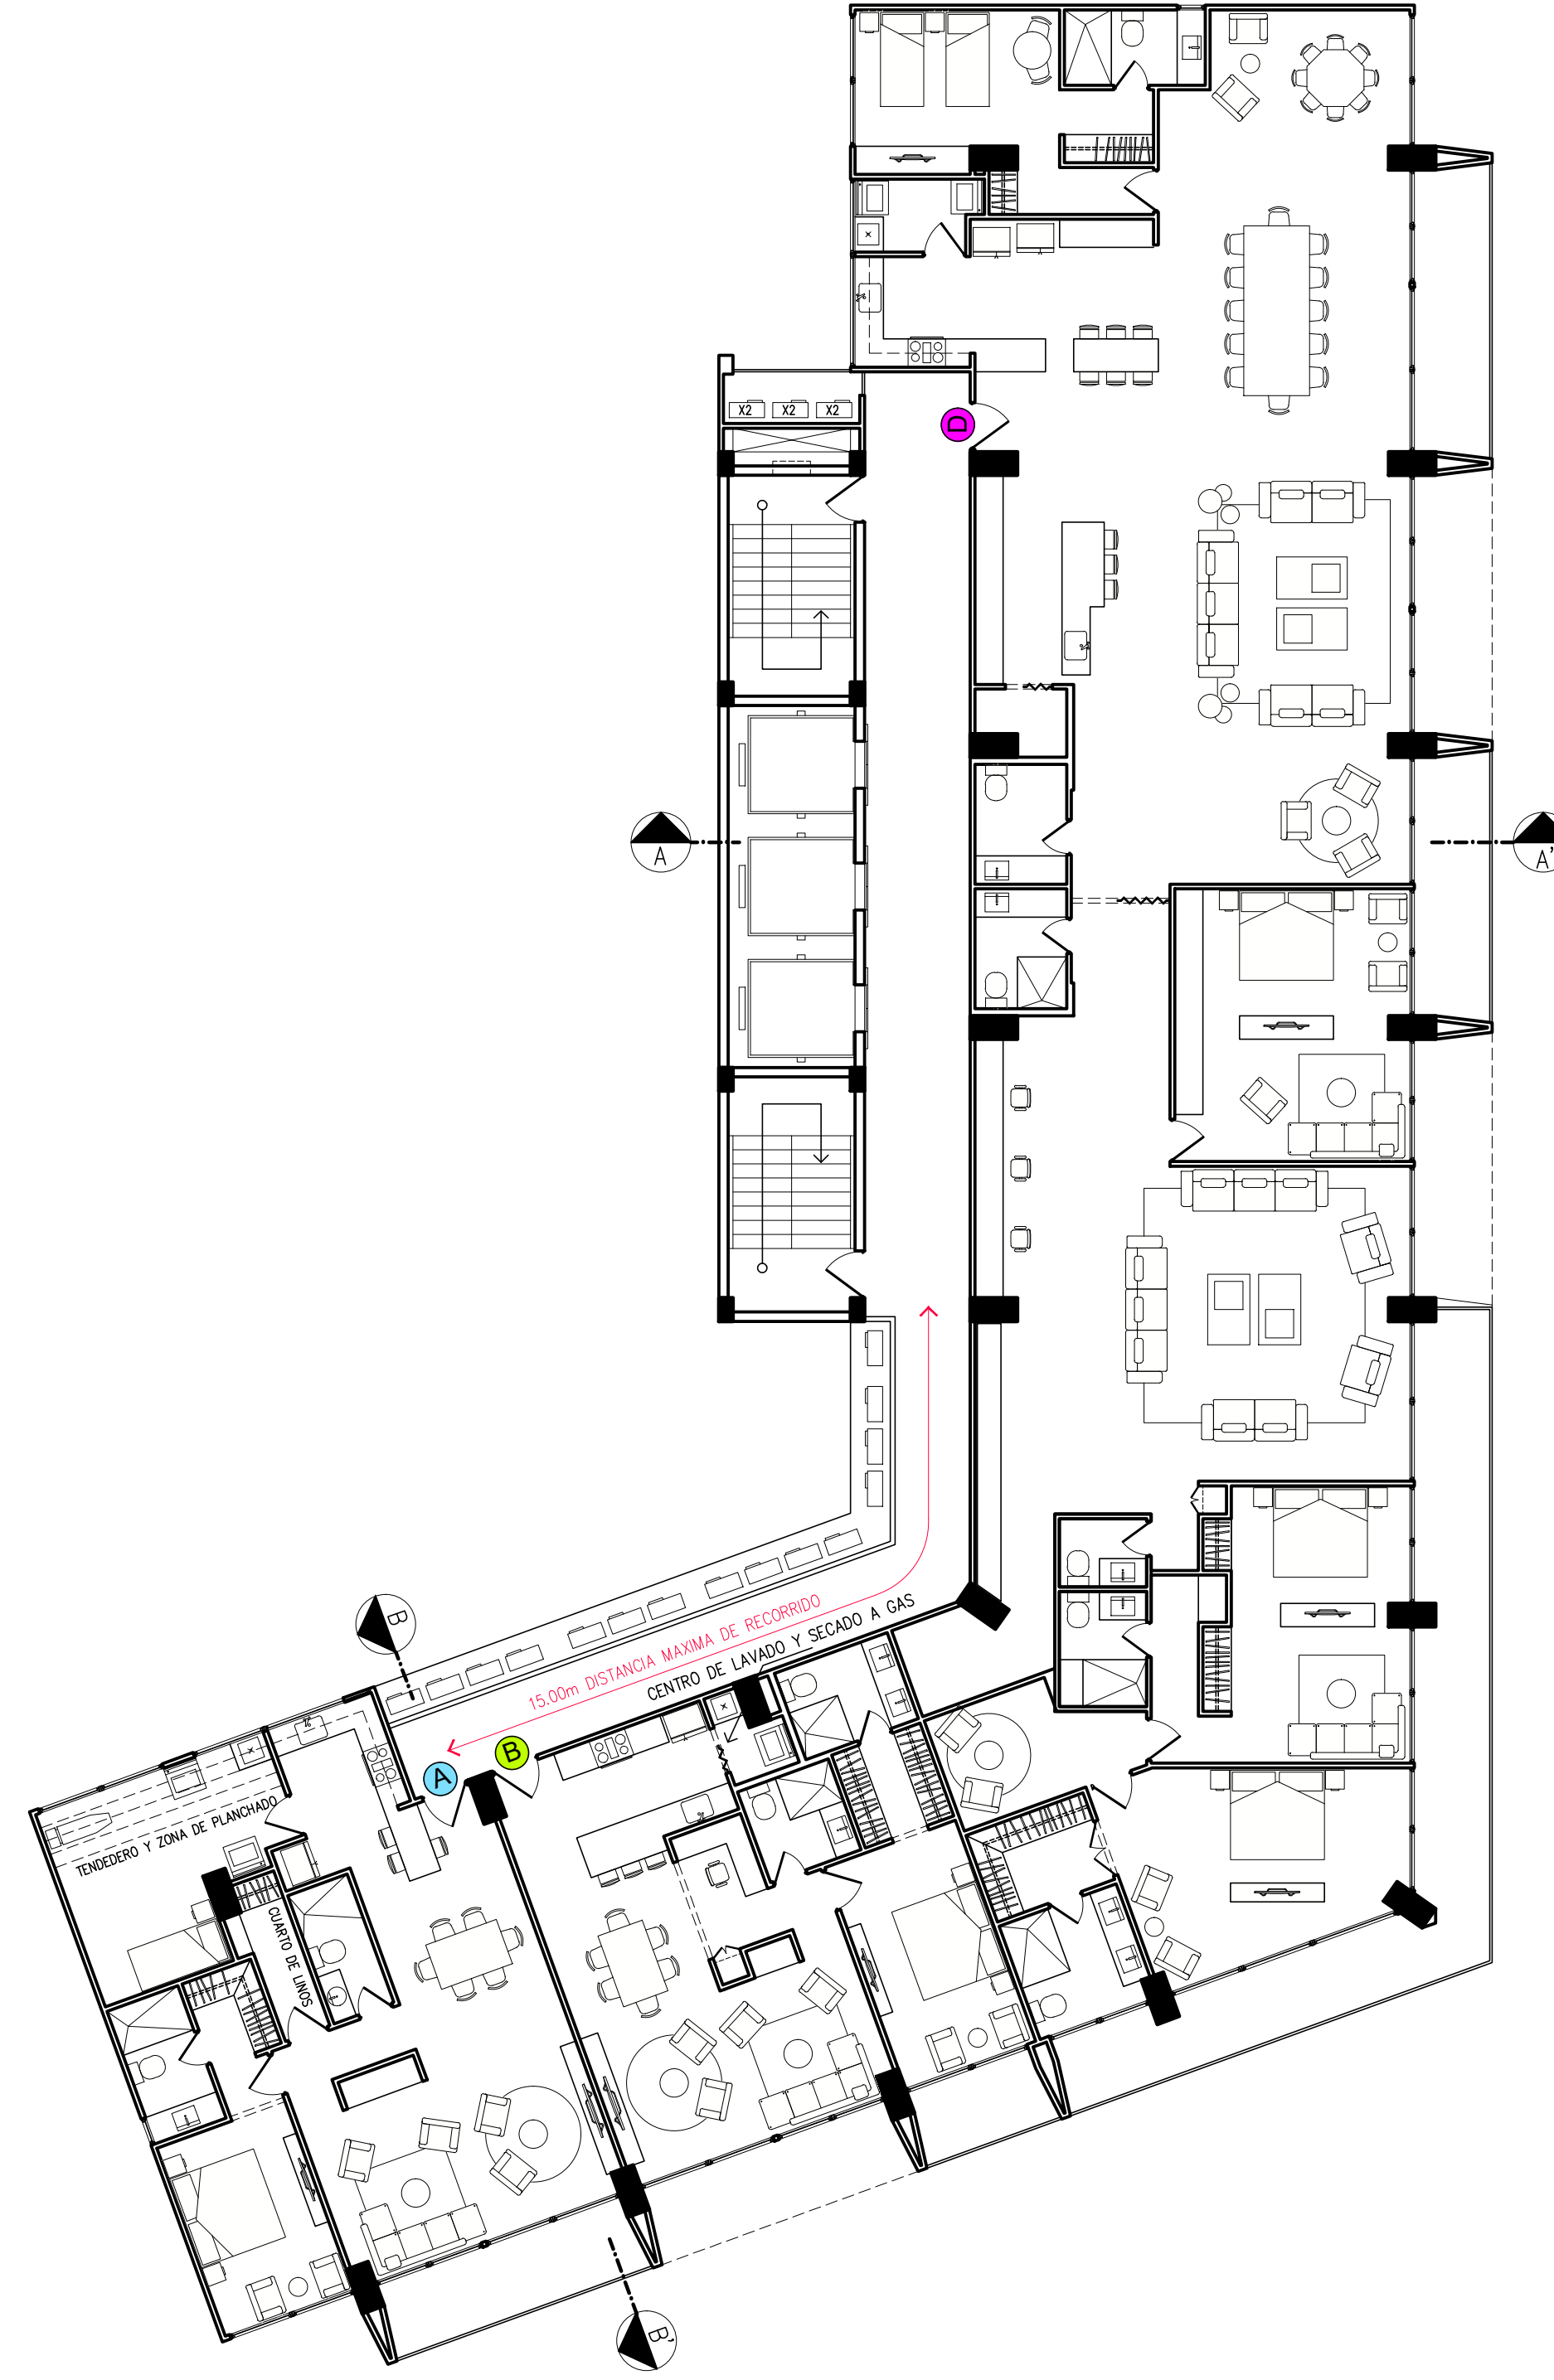 X2 X2 X2
D
A
A'
B
15.00m DISTANCIA MAXIMA DE RECORRIDO
CENTRO DE LAVADO Y SECADO A GAS
B
A
TENDEDERO Y ZONA DE PLANCHADO
CUARTO DE LINOS
B'